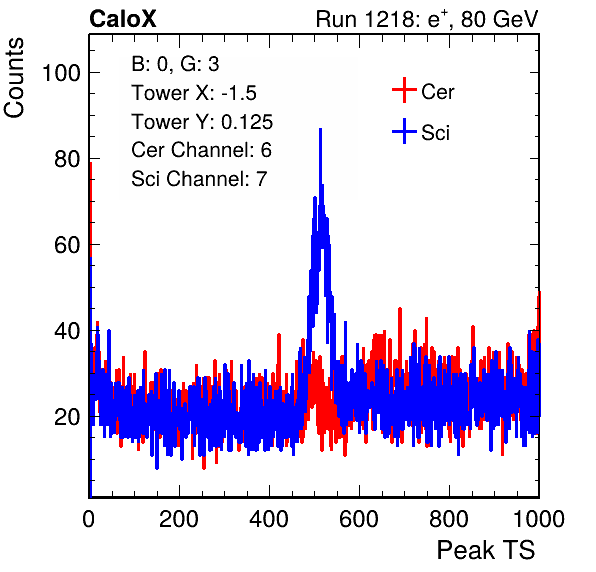 CaloX
Run 1218: e+, 80 GeV
Counts
B: 0, G: 3
Tower X: -1.5
Tower Y: 0.125
Cer Channel: 6
Sci Channel: 7
Cer
Sci
100
80
60
40
20
0 200 400 600 800 1000
Peak TS